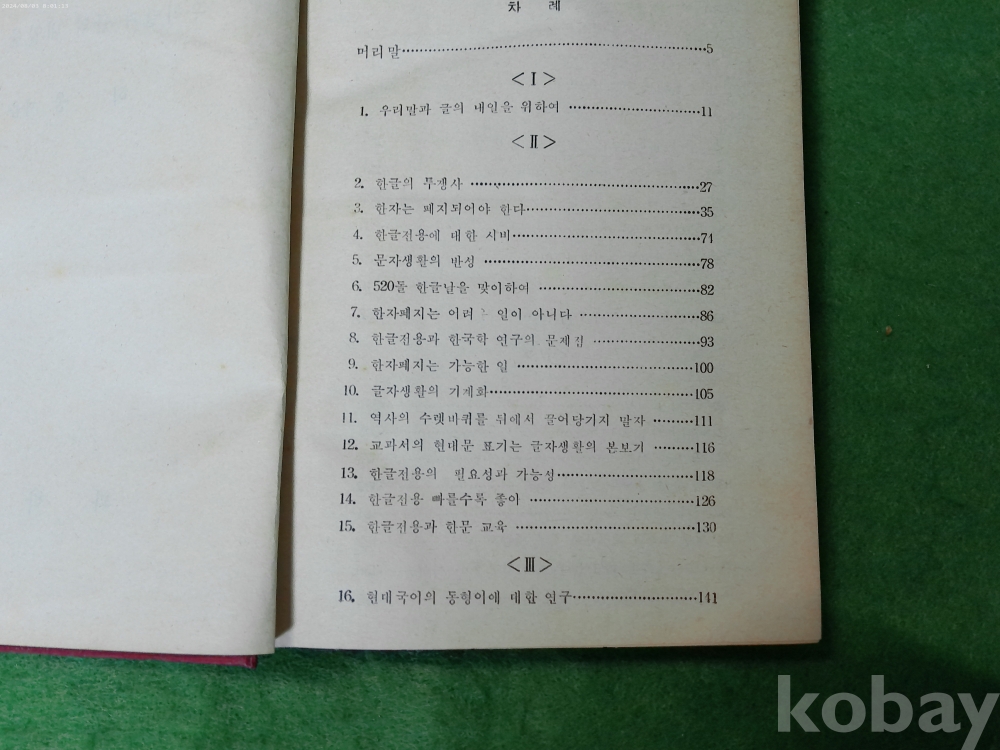 차 례
머리말……5
<Ⅰ>
1. 우리말과 글의 내일을 위하여 ……11
<Ⅱ>
2. 한글의 투쟁사 ……27
3. 한자는 폐지되어야 한다……35
4. 한글전용에 대한 시비……74
5. 문자생활의 반성 ……78
6. 520돌 한글날을 맞이하여 ……82
7. 한자폐지는 일이 아니다 ……86
8. 한글전용과 한국학 연구의 문제점 ……93
9. 한자폐지는 가능한 일 ……100
10. 글자생활의 기계화……105
11. 역사의 수렛바퀴를 뒤에서 끌어당기지 말자 ……111
12. 교과서의 현대문 표기는 글자생활의 본보기 ……116
13. 한글전용의 필요성과 가능성……118
14. 한글전용 빠를수록 좋아 ……126
15. 한글전용과 한문 교육 ……130
<Ⅲ>
16. 현대국어의 동형어에 대한 연구……141
kobay